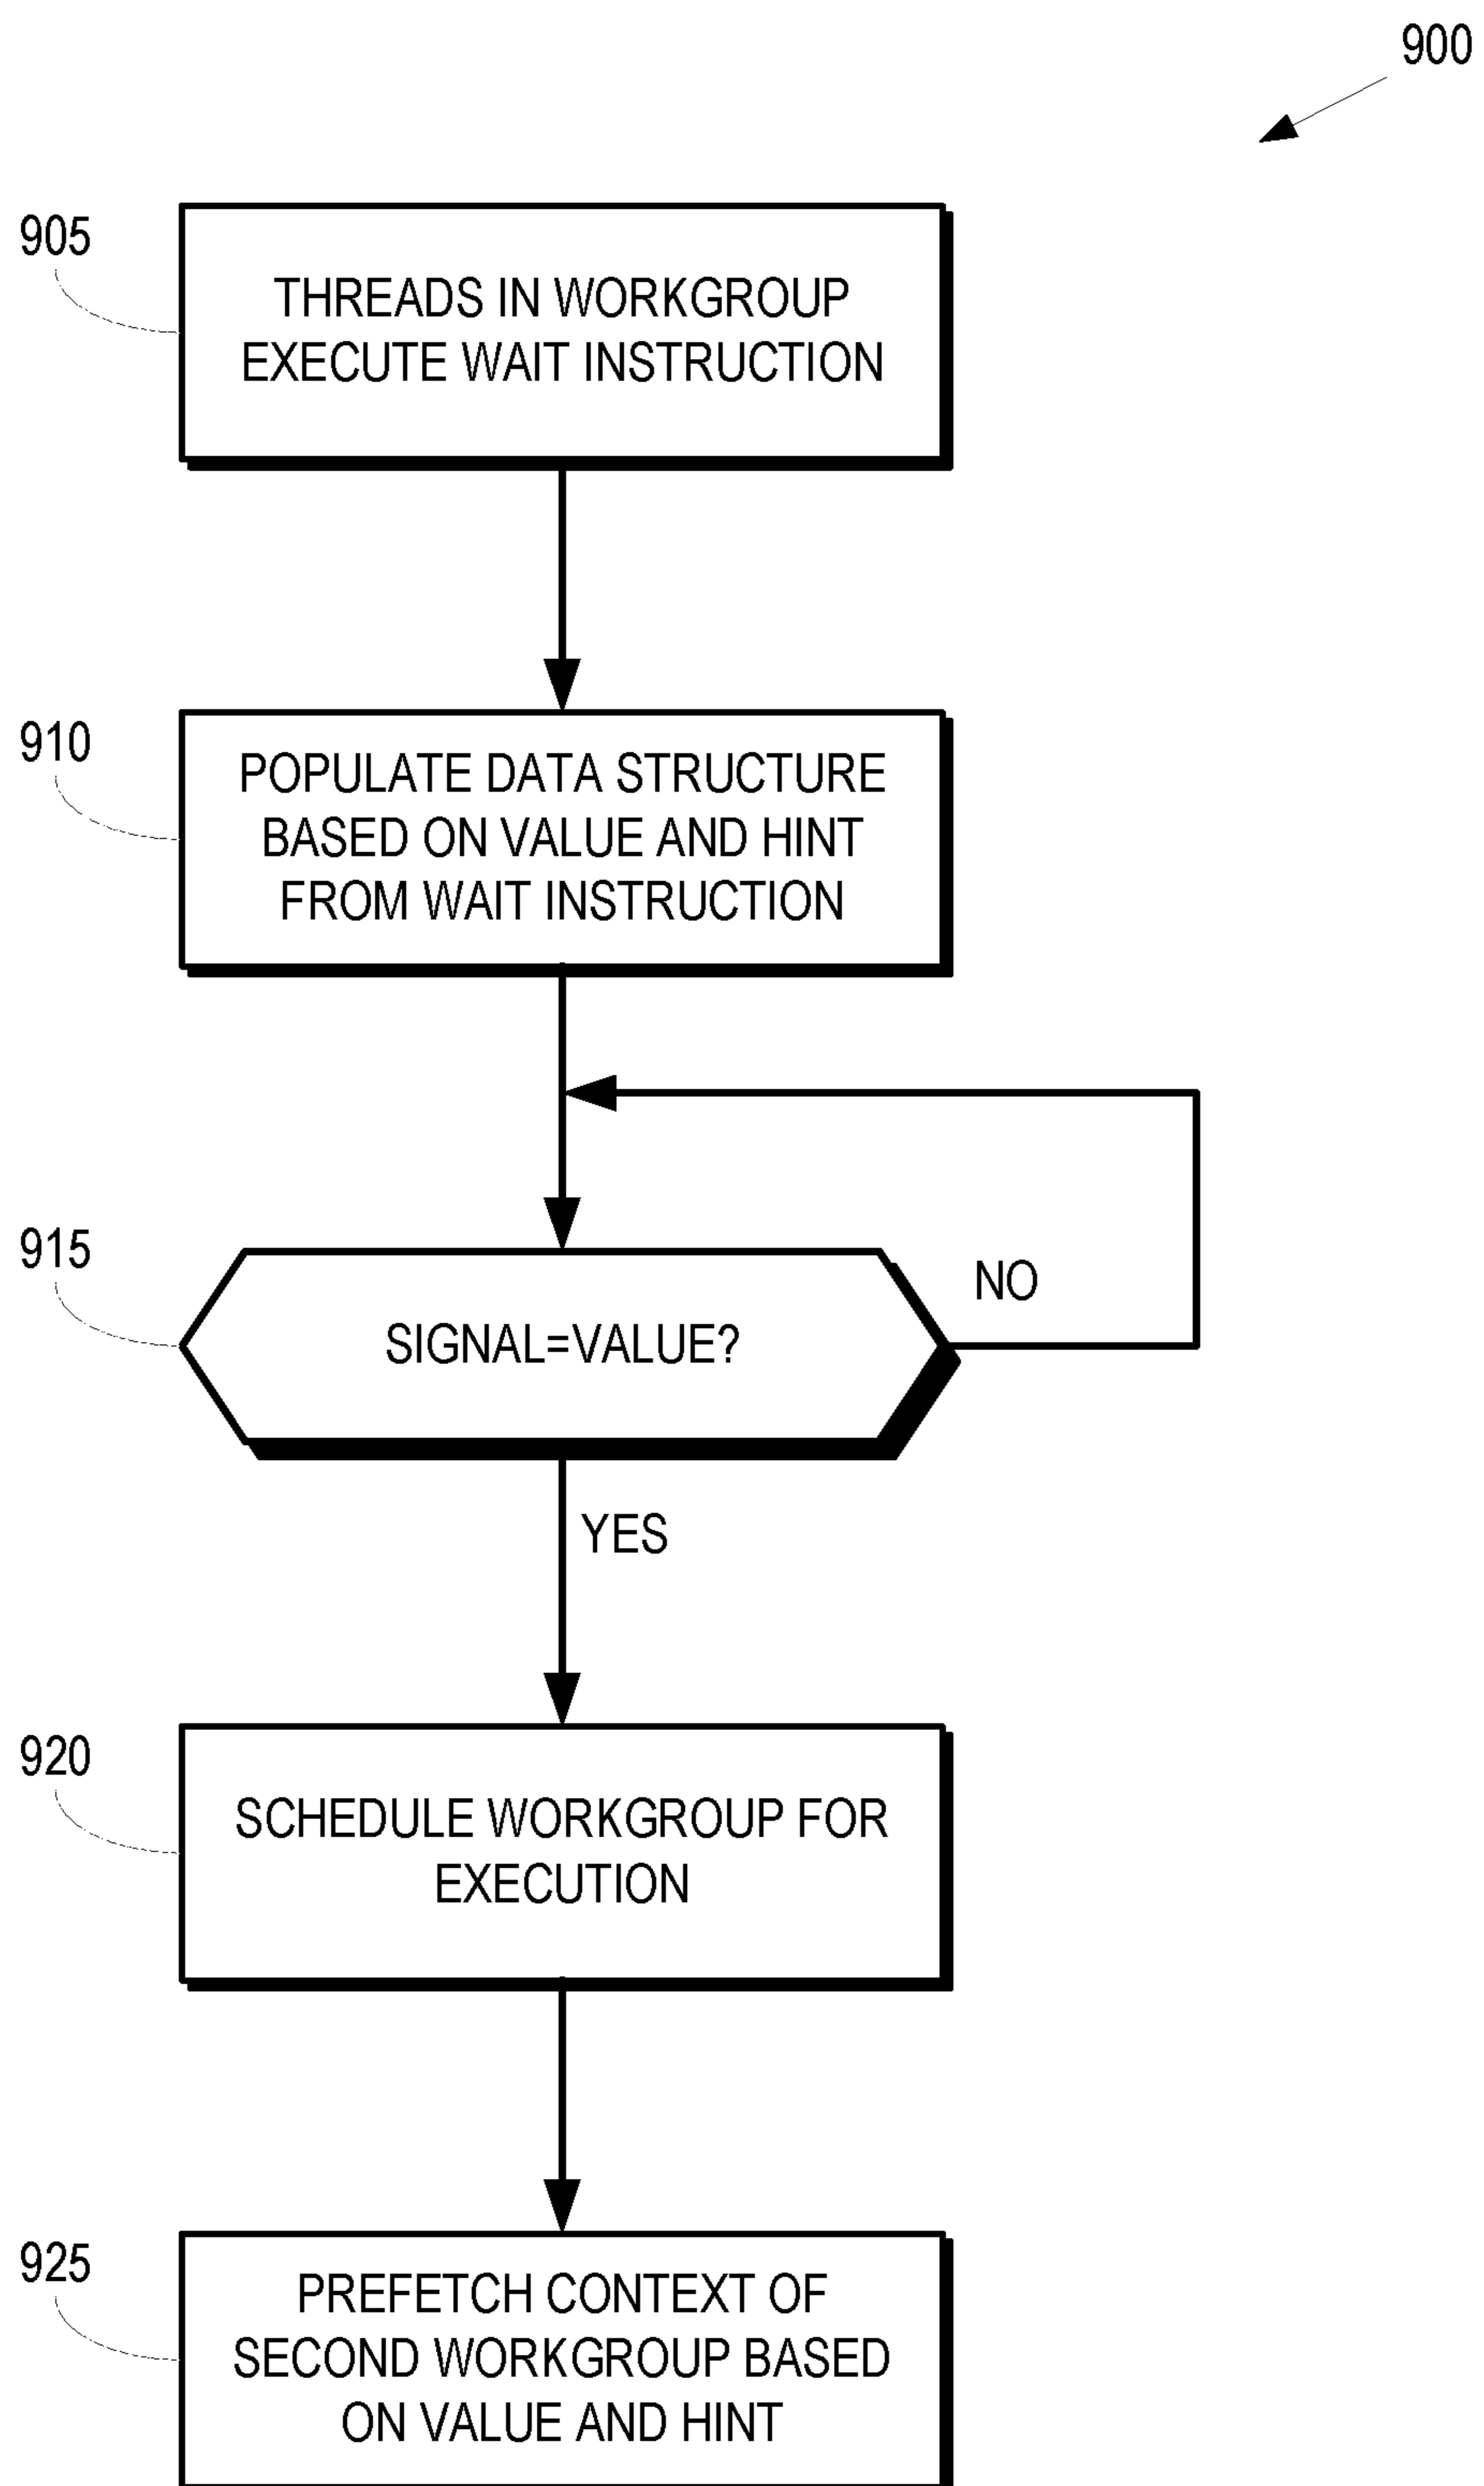 900
905
THREADS IN WORKGROUP
EXECUTE WAIT INSTRUCTION
910
POPULATE DATA STRUCTURE
BASED ON VALUE AND HINT
FROM WAIT INSTRUCTION
915
SIGNAL=VALUE?
NO
YES
920
SCHEDULE WORKGROUP FOR
EXECUTION
925
PREFETCH CONTEXT OF
SECOND WORKGROUP BASED
ON VALUE AND HINT